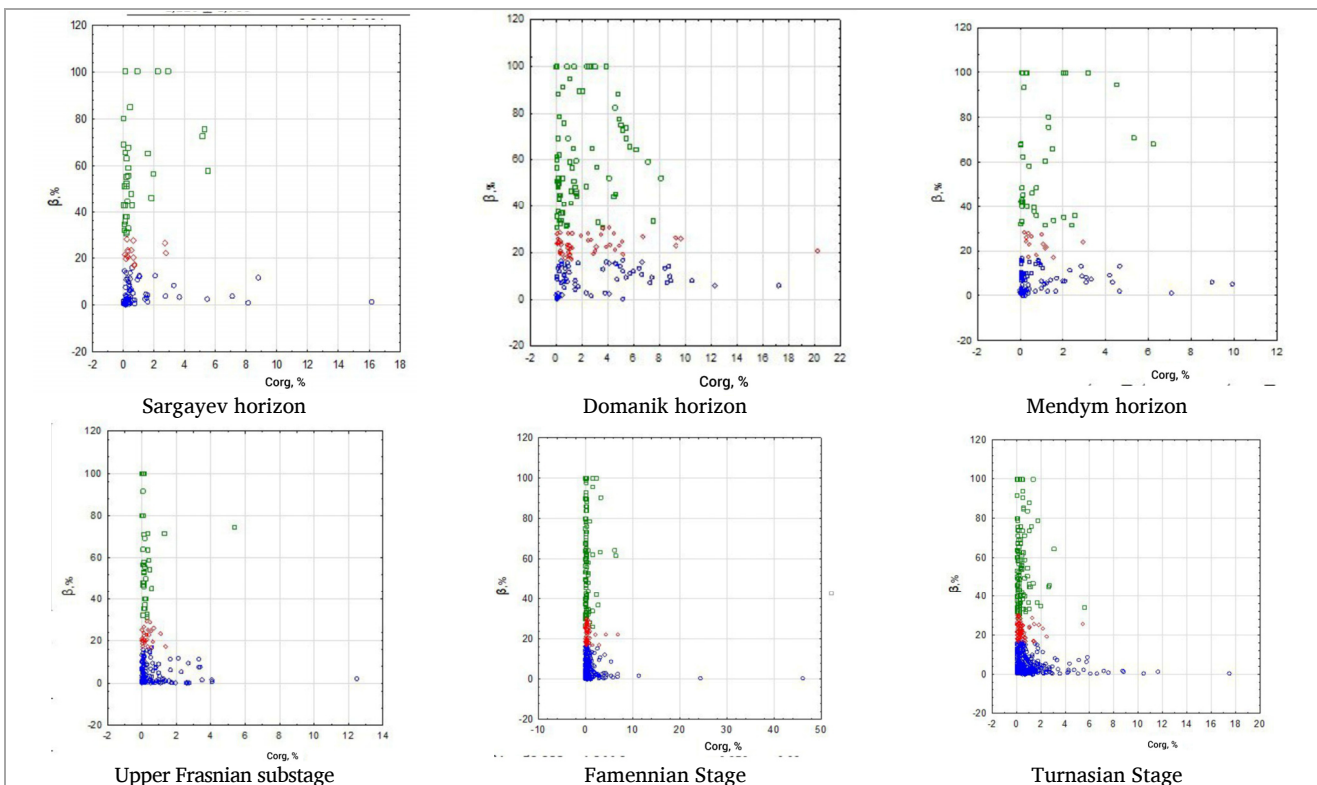 120
100
80
60
40
20
0
-20
β,%
-2 0 2 4 6 8 10 12 14 16 18
Corg, %
Sargayev horizon
120
100
80
60
40
20
0
-20
β,%
-2 0 2 4 6 8 10 12 14 16 18 20 22
Corg, %
Domanik horizon
120
100
80
60
40
20
0
-20
β,%
-2 0 2 4 6 8 10 12
Corg, %
Mendym horizon
120
100
80
60
40
20
0
-20
β,%
-2 0 2 4 6 8 10 12 14
Corg, %
Upper Frasnian substage
120
100
80
60
40
20
0
-20
β,%
-10 0 10 20 30 40 50
Corg, %
Famennian Stage
120
100
80
60
40
20
0
-20
β,%
-2 0 2 4 6 8 10 12 14 16 18 20
Corg, %
Turnasian Stage